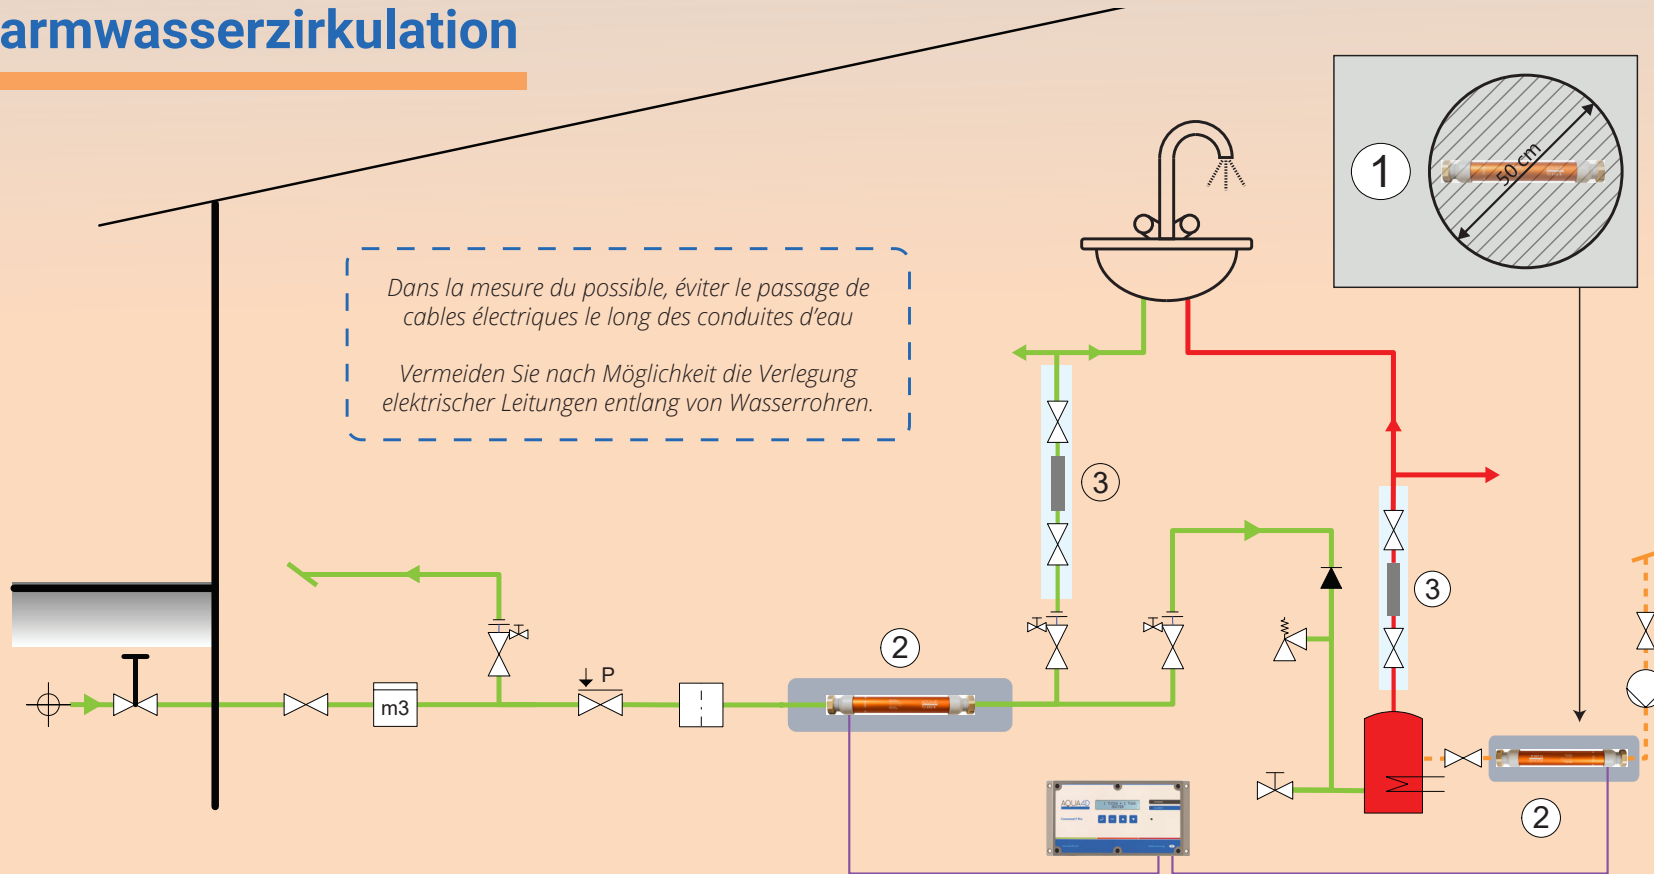 armwasserzirkulation
1
50 cm
Dans la mesure du possible, éviter le passage de
cables électriques le long des conduites d'eau
Vermeiden Sie nach Möglichkeit die Verlegung
elektrischer Leitungen entlang von Wasserrohren.
3
3
2
P
m3
AQUA4D
2